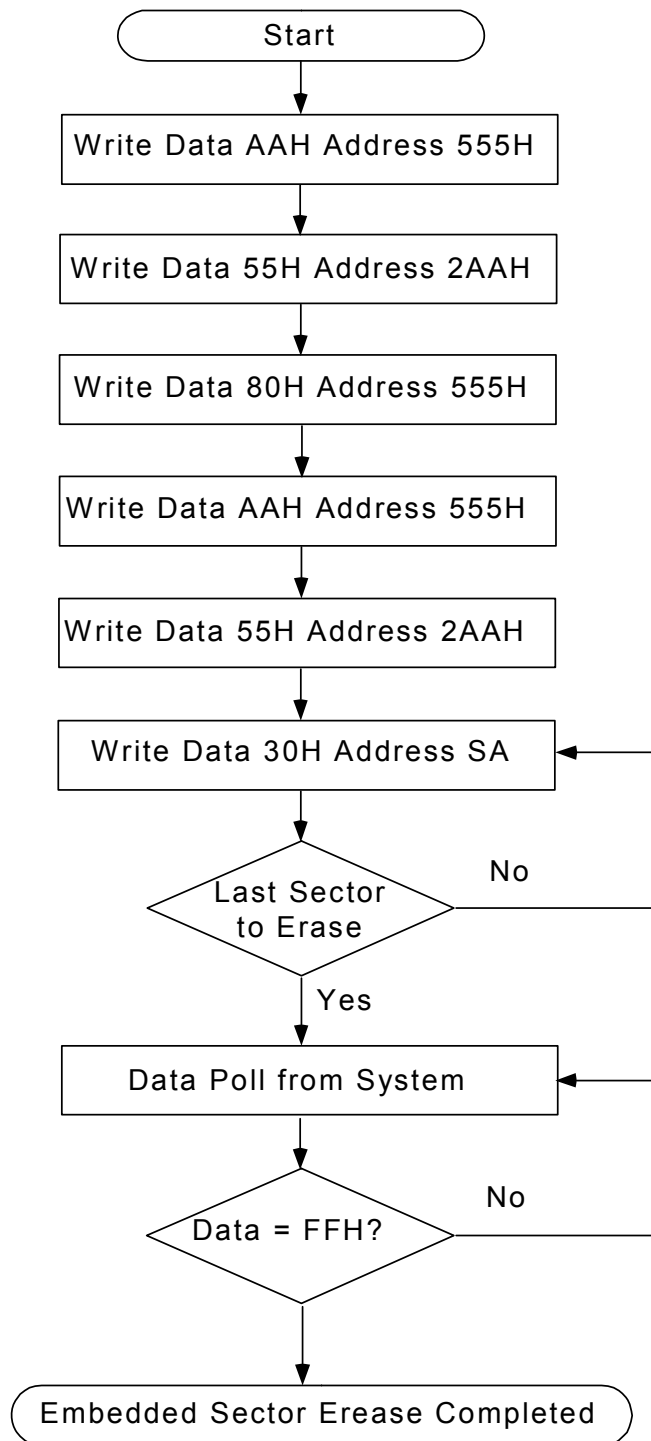 Start
Write Data AAH Address 555H
Write Data 55H Address 2AAH
Write Data 80H Address 555H
Write Data AAH Address 555H
Write Data 55H Address 2AAH
Write Data 30H Address SA
Last Sector
to Erase
No
Yes
Data Poll from System
Data = FFH?
No
Embedded Sector Erease Completed